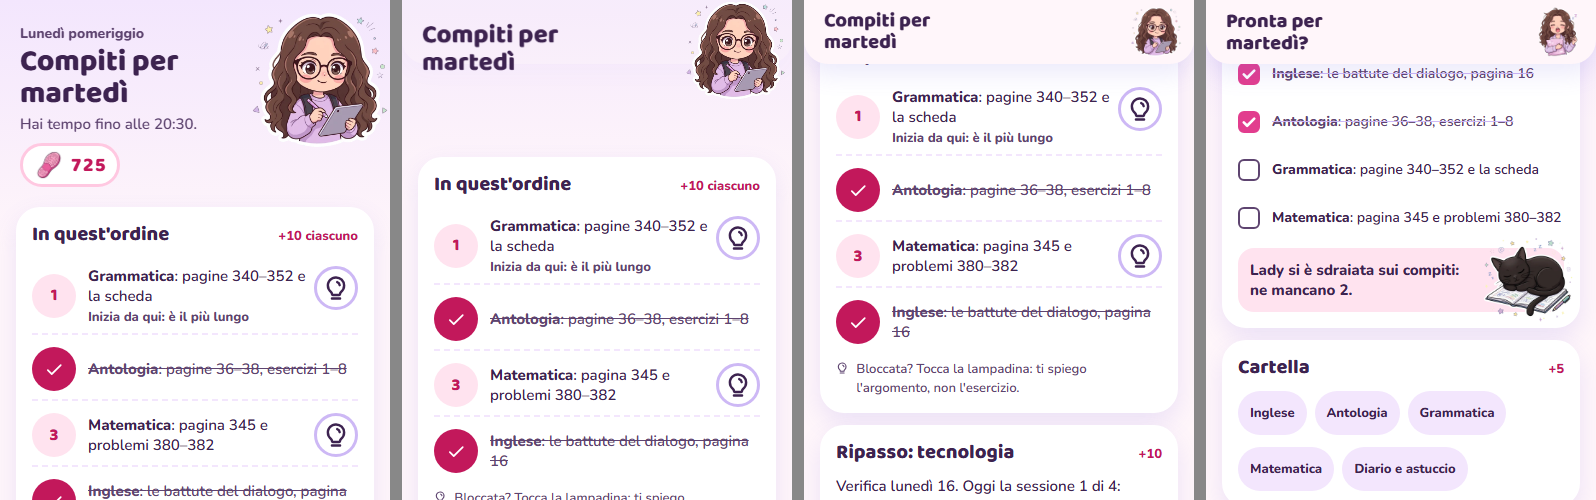 Lunedì pomeriggio
Compiti per
martedì
Hai tempo fino alle 20:30.
725
In quest'ordine
+10 ciascuno
1
Grammatica: pagine 340–352 e
la scheda
Inizia da qui: è il più lungo
Antologia: pagine 36–38, esercizi 1–8
3
Matematica: pagina 345 e
problemi 380–382
Inglese: le battute del dialogo, pagina
Compiti per
martedì
In quest'ordine
+10 ciascuno
1
Grammatica: pagine 340–352 e
la scheda
Inizia da qui: è il più lungo
Antologia: pagine 36–38, esercizi 1–8
3
Matematica: pagina 345 e
problemi 380–382
Inglese: le battute del dialogo, pagina
16
Bloccata? Tocca la lampadina: ti spiego
Compiti per
martedì
1
Grammatica: pagine 340–352 e
la scheda
Inizia da qui: è il più lungo
Antologia: pagine 36–38, esercizi 1–8
3
Matematica: pagina 345 e
problemi 380–382
Inglese: le battute del dialogo, pagina
16
Bloccata? Tocca la lampadina: ti spiego
l'argomento, non l'esercizio.
Ripasso: tecnologia
+10
Verifica lunedì 16. Oggi la sessione 1 di 4:
Pronta per
martedì?
Inglese: le battute del dialogo, pagina 16
Antologia: pagine 36–38, esercizi 1–8
Grammatica: pagine 340–352 e la scheda
Matematica: pagina 345 e problemi 380–382
Lady si è sdraiata sui compiti:
ne mancano 2.
Cartella
+5
Inglese
Antologia
Grammatica
Matematica
Diario e astuccio